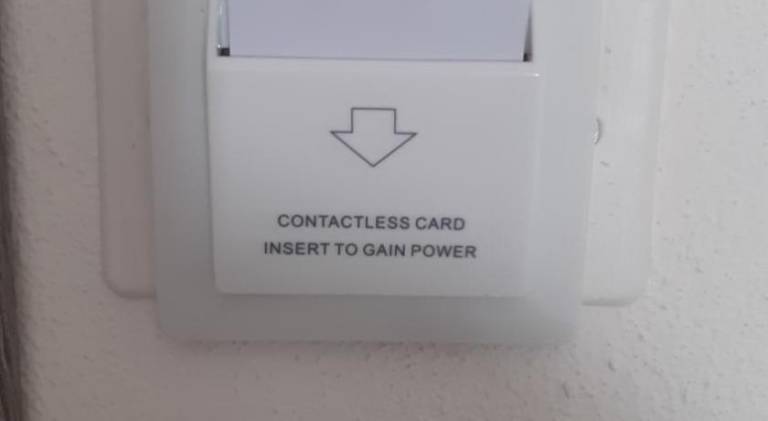 CONTACTLESS CARD
INSERT TO GAIN POWER